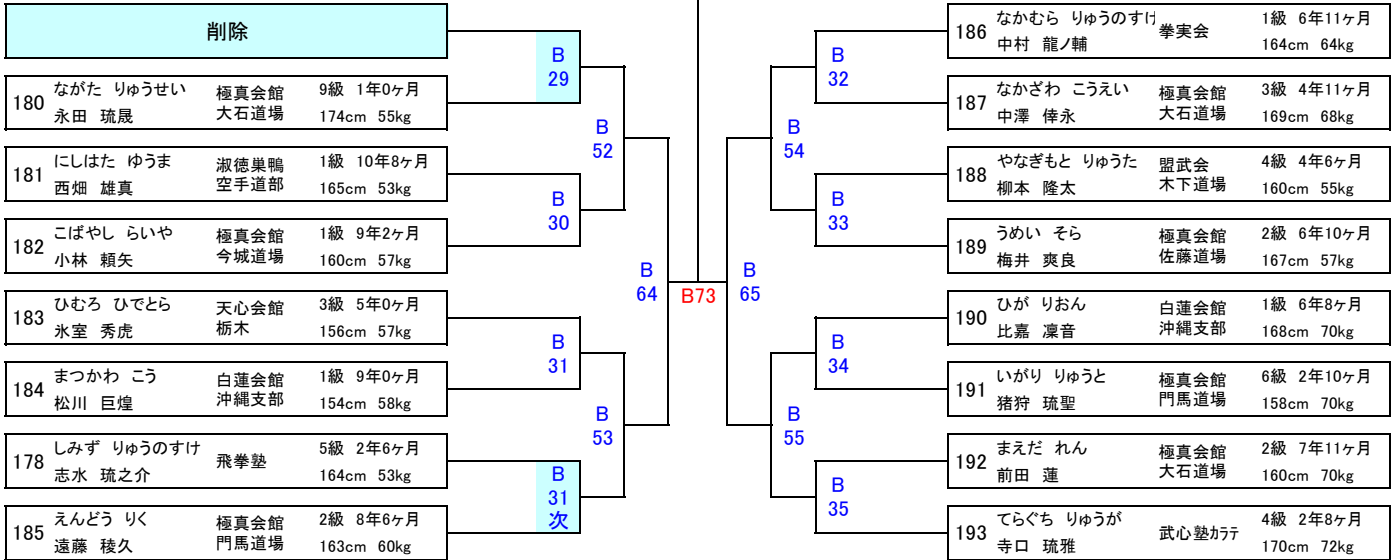 削除
180 ながた りゅうせい 極真会館 9級 1年0ヶ月
永田 琉晟 大石道場 174cm 55kg
181 にしはた ゆうま 淑徳巣鴨 1級 10年8ヶ月
西畑 雄真 空手道部 165cm 53kg
182 こばやし らいや 極真会館 1級 9年2ヶ月
小林 頼矢 今城道場 160cm 57kg
183 ひむろ ひでとら 天心会館 3級 5年0ヶ月
氷室 秀虎 栃木 156cm 57kg
184 まつかわ こう 白蓮会館 1級 9年0ヶ月
松川 巨煌 沖縄支部 154cm 58kg
178 しみず りゅうのすけ 飛拳塾 5級 2年6ヶ月
志水 琉之介 164cm 53kg
185 えんどう りく 極真会館 2級 8年6ヶ月
遠藤 稜久 門馬道場 163cm 60kg
B
29
B
30
B
31
B
31
次
B
52
B
53
B
64
B73
B
65
B
54
B
55
B
32
B
33
B
34
B
35
186 なかむら りゅうのすけ 拳実会 1級 6年11ヶ月
中村 龍ノ輔 164cm 64kg
187 なかざわ こうえい 極真会館 3級 4年11ヶ月
中澤 倖永 大石道場 169cm 68kg
188 やなぎもと りゅうた 盟武会 4級 4年6ヶ月
柳本 隆太 木下道場 160cm 55kg
189 うめい そら 極真会館 2級 6年10ヶ月
梅井 爽良 佐藤道場 167cm 57kg
190 ひが りおん 白蓮会館 1級 6年8ヶ月
比嘉 凜音 沖縄支部 168cm 70kg
191 いがり りゅうと 極真会館 6級 2年10ヶ月
猪狩 琉聖 門馬道場 158cm 70kg
192 まえだ れん 極真会館 2級 7年11ヶ月
前田 蓮 大石道場 160cm 70kg
193 てらぐち りゅうが 武心塾カラテ 4級 2年8ヶ月
寺口 琉雅 170cm 72kg